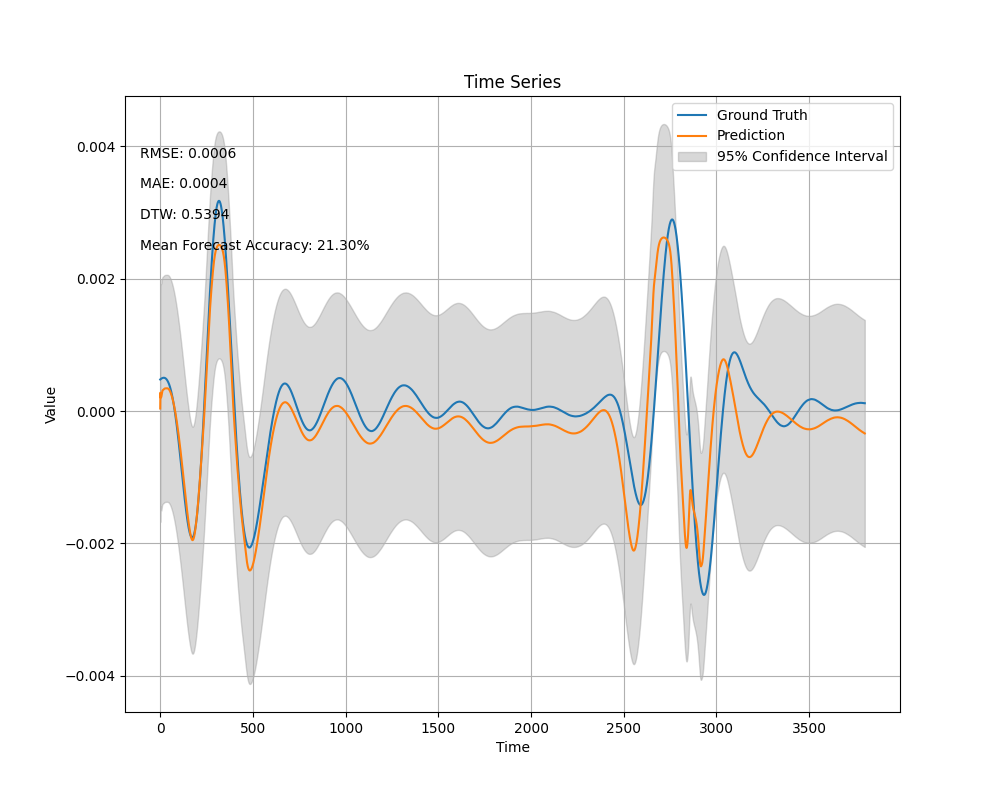 Time Series
Ground Truth
Prediction
95% Confidence Interval
RMSE: 0.0006
MAE: 0.0004
DTW: 0.5394
Mean Forecast Accuracy: 21.30%
0.004
0.002
0.000
−0.002
−0.004
Value
0 500 1000 1500 2000 2500 3000 3500
Time